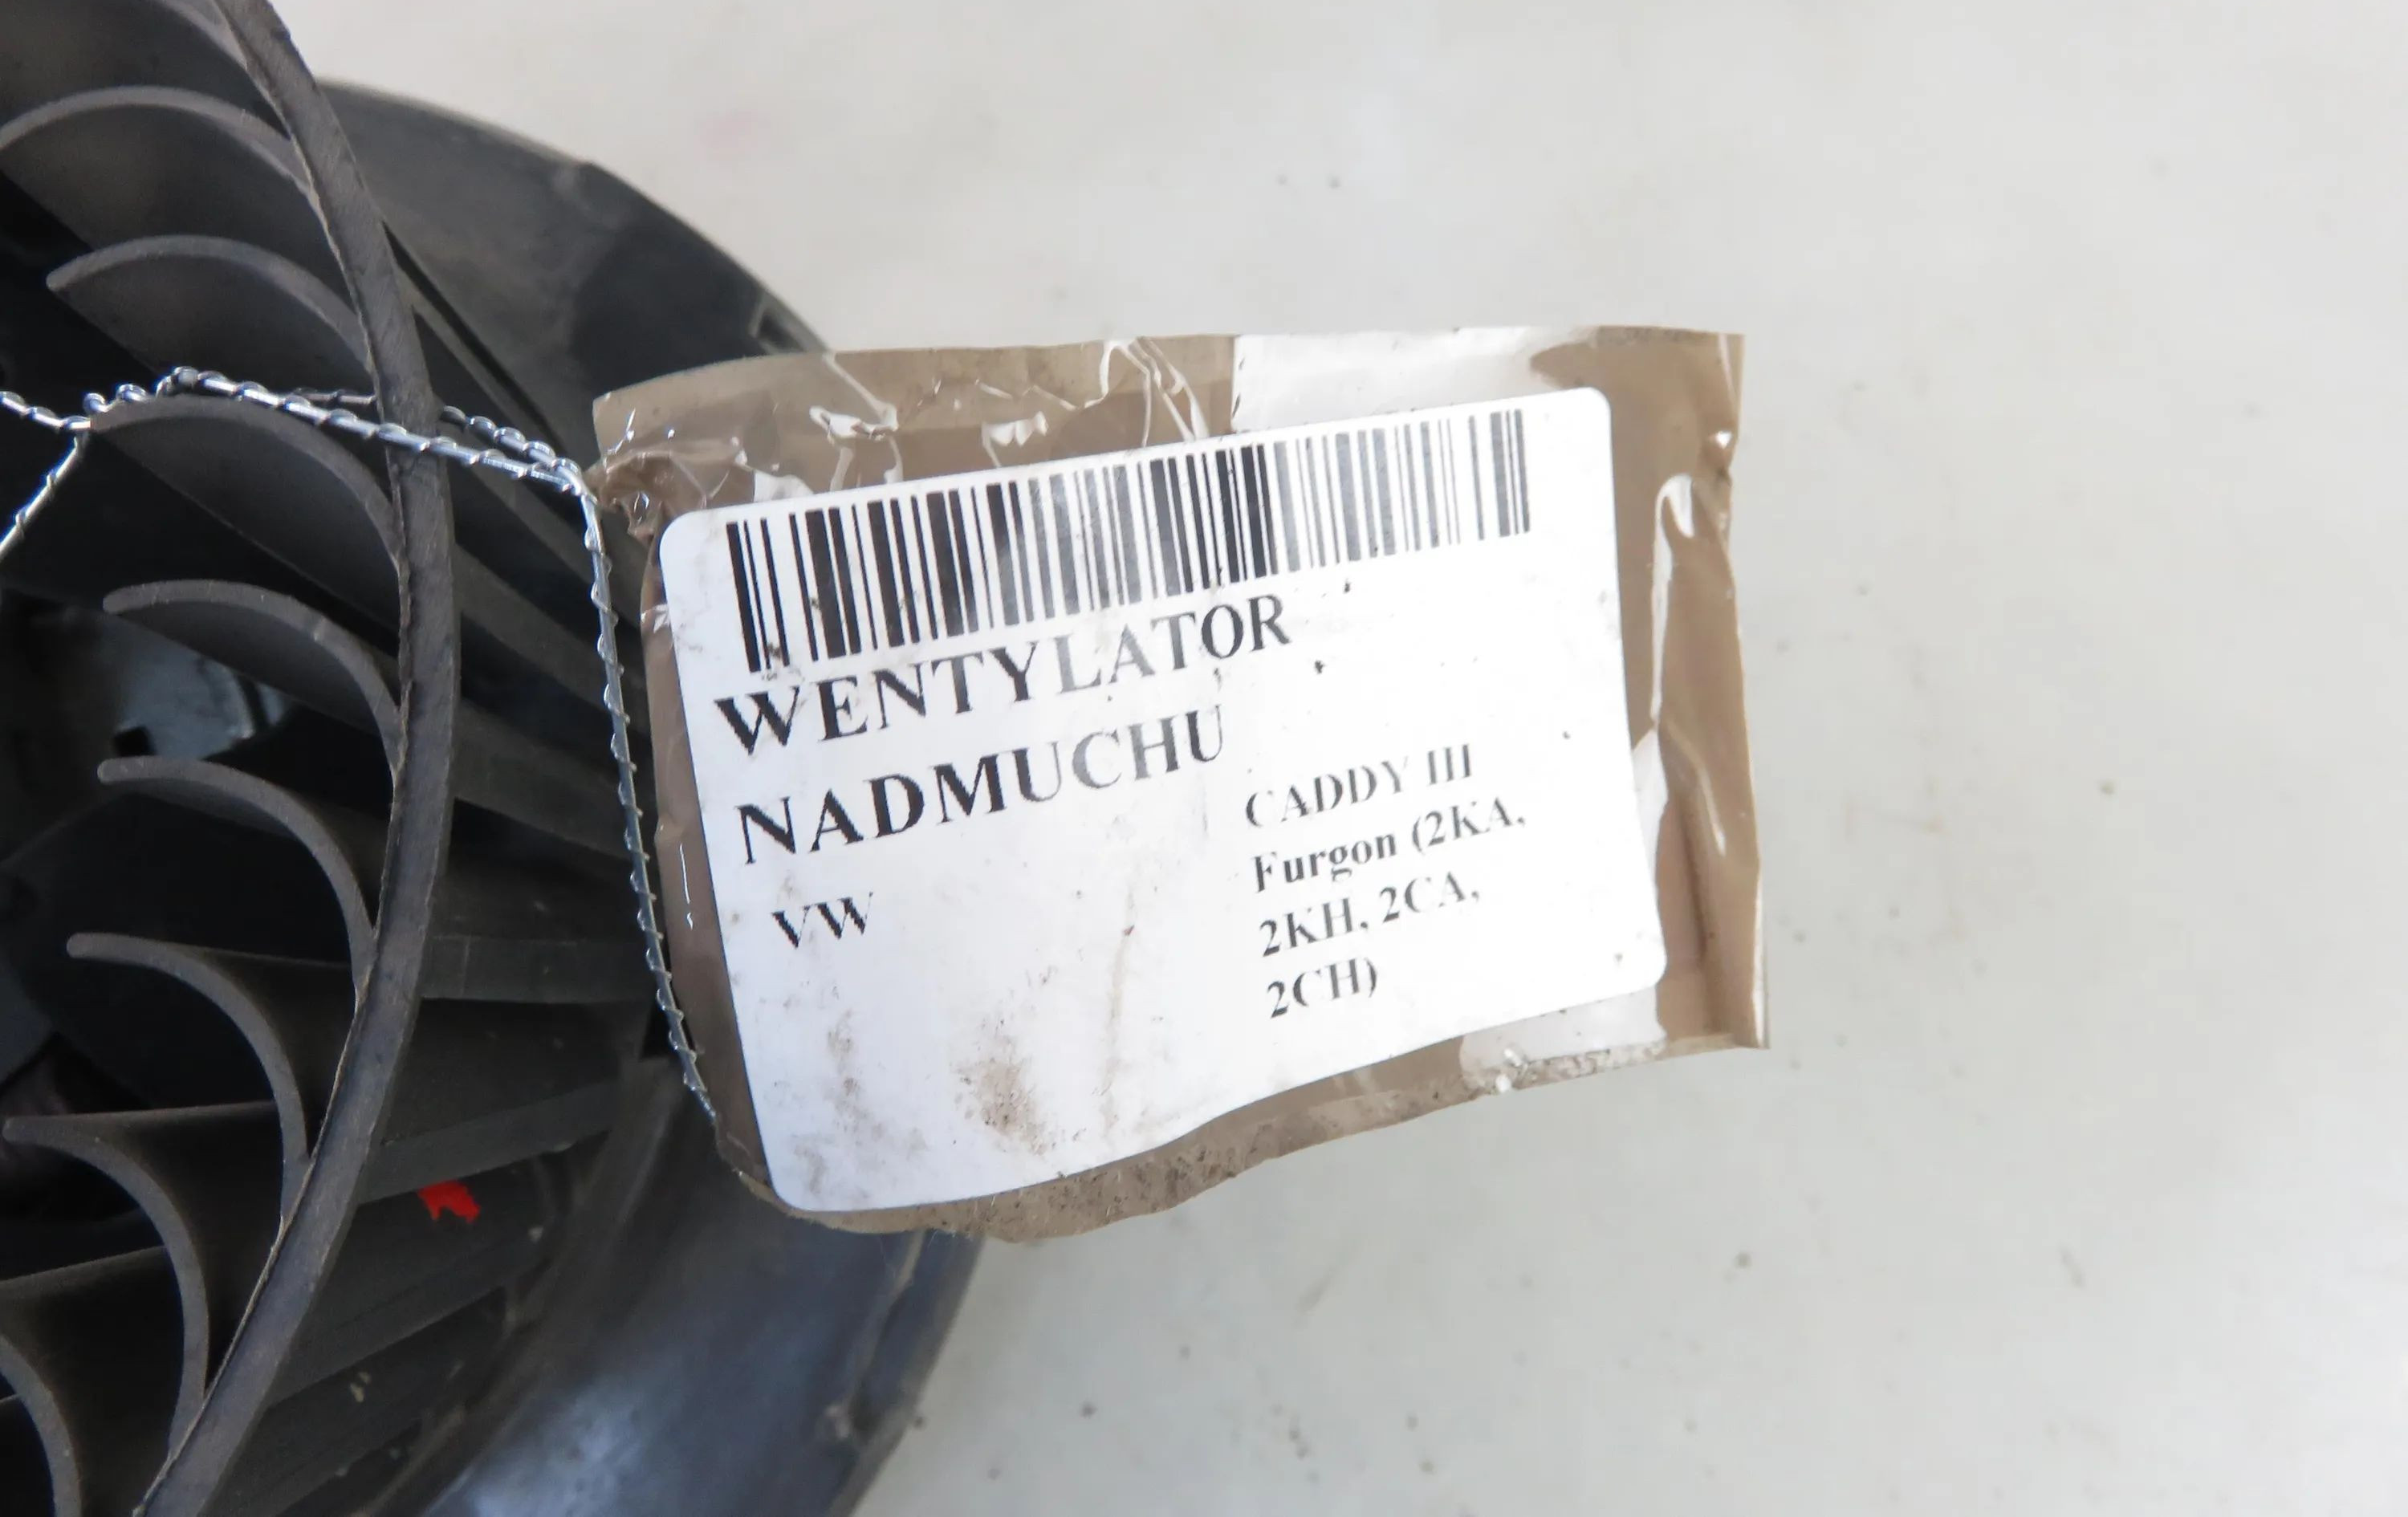 WENTYLATOR
NADMUCHU
VW
CADDY III
Furgon (2KA,
2KH, 2CA,
2CH)